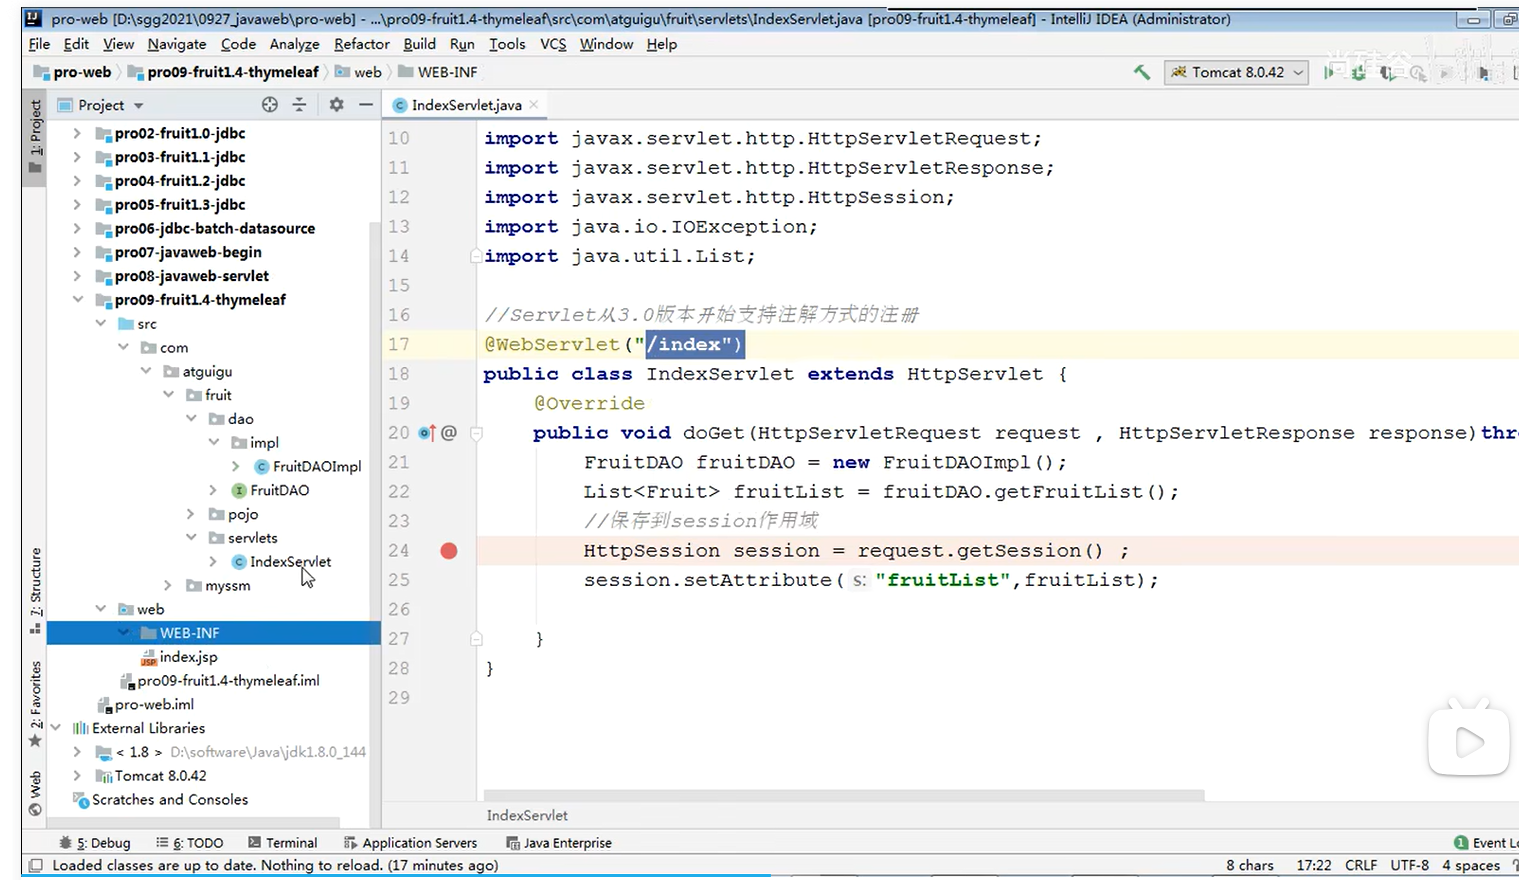 pro-web [D:\sgg2021\0927_javaweb\pro-web] - ...\pro09-fruit1.4-thymeleaf\src\com\atguigu\fruit\servlets\IndexServlet.java [pro09-fruit1.4-thymeleaf] - IntelliJ IDEA (Administrator)
File Edit View Navigate Code Analyze Refactor Build Run Tools VCS Window Help
尚硅谷
pro-web pro09-fruit1.4-thymeleaf web WEB-INF Tomcat 8.0.42
1: Project
7: Structure
2: Favorites
Web
Project
pro02-fruit1.0-jdbc
pro03-fruit1.1-jdbc
pro04-fruit1.2-jdbc
pro05-fruit1.3-jdbc
pro06-jdbc-batch-datasource
pro07-javaweb-begin
pro08-javaweb-servlet
pro09-fruit1.4-thymeleaf
src
com
atguigu
fruit
dao
impl
FruitDAOImpl
FruitDAO
pojo
servlets
IndexServlet
myssm
web
WEB-INF
index.jsp
pro09-fruit1.4-thymeleaf.iml
pro-web.iml
External Libraries
< 1.8 > D:\software\Java\jdk1.8.0_144
Tomcat 8.0.42
Scratches and Consoles
IndexServlet.java
10 import javax.servlet.http.HttpServletRequest;
11 import javax.servlet.http.HttpServletResponse;
12 import javax.servlet.http.HttpSession;
13 import java.io.IOException;
14 import java.util.List;
15
16 //Servlet从3.0版本开始支持注解方式的注册
17 @WebServlet("/index")
18 public class IndexServlet extends HttpServlet {
19 @Override
20 @ public void doGet(HttpServletRequest request , HttpServletResponse response)thro
21 FruitDAO fruitDAO = new FruitDAOImpl();
22 List<Fruit> fruitList = fruitDAO.getFruitList();
23 //保存到session作用域
24 HttpSession session = request.getSession() ;
25 session.setAttribute( s: "fruitList",fruitList);
26
27 }
28 }
29
IndexServlet
5: Debug 6: TODO Terminal Application Servers Java Enterprise 1 Event Lo
Loaded classes are up to date. Nothing to reload. (17 minutes ago) 8 chars 17:22 CRLF UTF-8 4 spaces